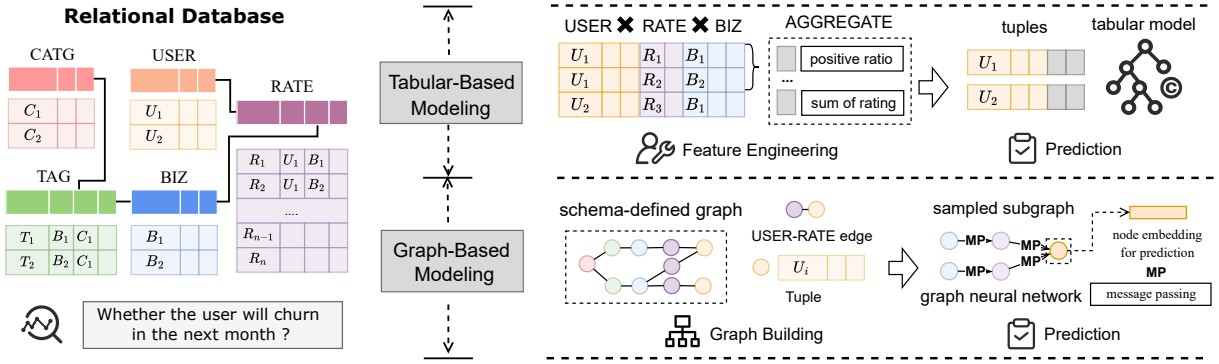 Relational Database
CATG
USER
RATE
C1
C2
U1
U2
R1 U1 B1
R2 U1 B2
....
Rn−1
Rn
TAG
BIZ
T1 B1 C1
T2 B2 C1
B1
B2
Whether the user will churn
in the next month ?
Tabular-Based
Modeling
Graph-Based
Modeling
USER ✖ RATE ✖ BIZ
U1 R1 B1
U1 R2 B2
U2 R3 B1
AGGREGATE
positive ratio
...
sum of rating
Feature Engineering
tuples
U1
U2
tabular model
©
Prediction
schema-defined graph
USER-RATE edge
Ui
Tuple
Graph Building
sampled subgraph
MP MP
MP MP
node embedding
for prediction
MP
message passing
graph neural network
Prediction